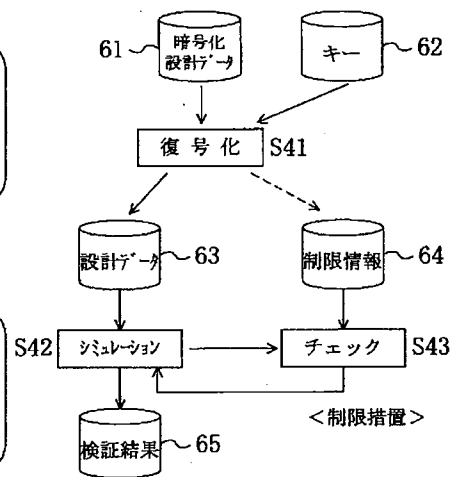 61
暗号化
設計データ
キー
62
復号化
S41
設計データ
63
制限情報
64
S42
シミュレーション
チェック
S43
<制限措置>
検証結果
65